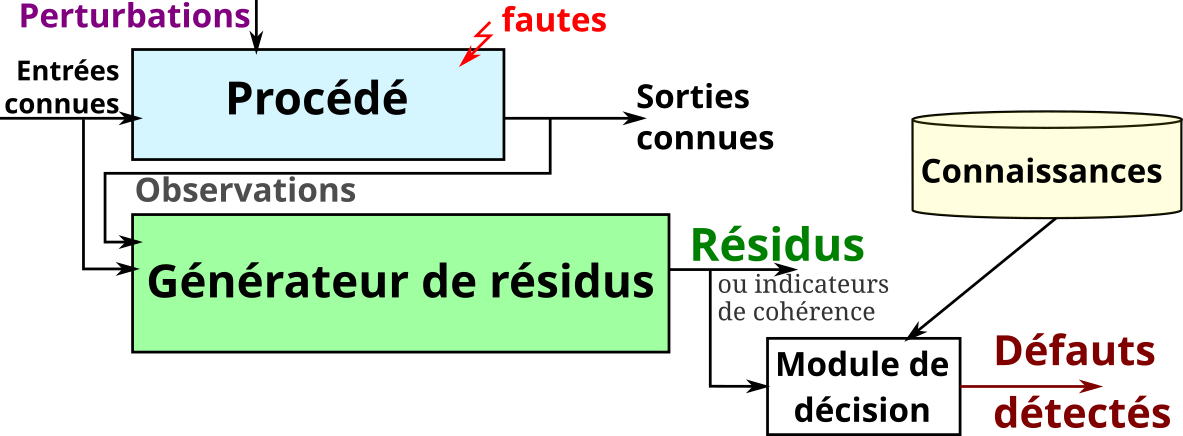 Perturbations
fautes
Entrées
connues
Procédé
Sorties
connues
Connaissances
Observations
Générateur de résidus
Résidus
ou indicateurs
de cohérence
Module de
décision
Défauts
détectés